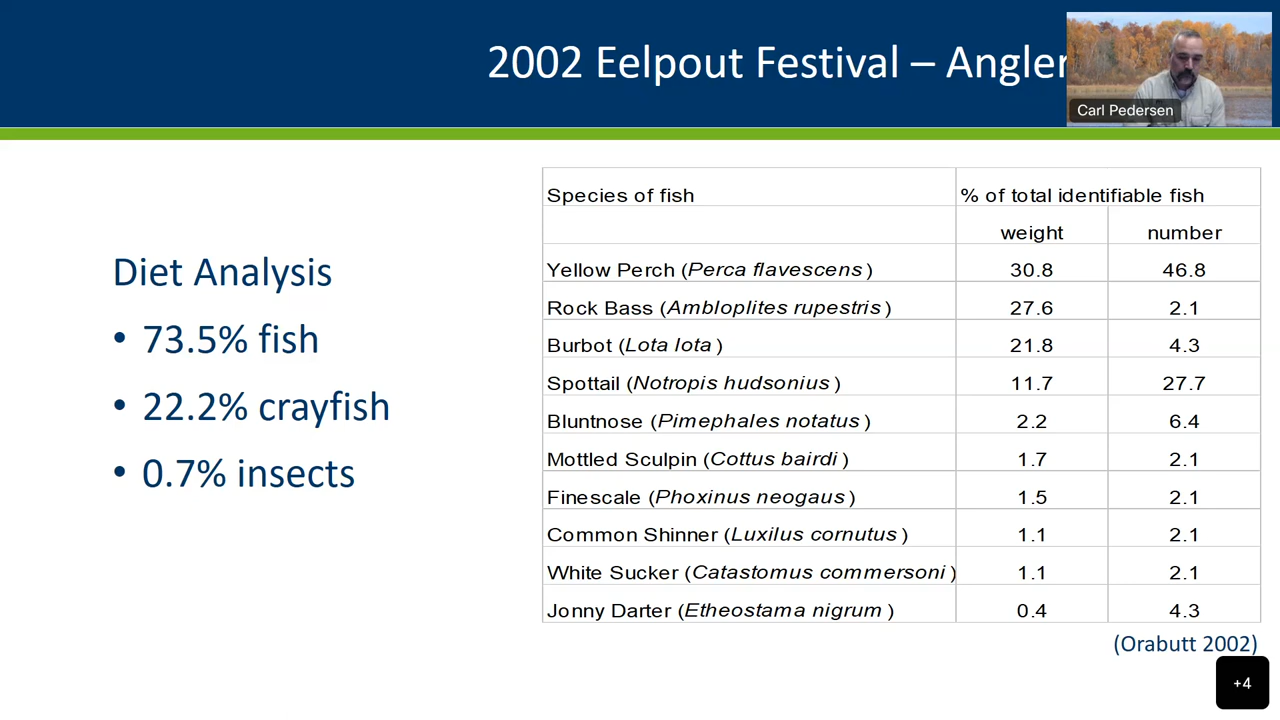 2002 Eelpout Festival – Angler
Carl Pedersen
Diet Analysis
• 73.5% fish
• 22.2% crayfish
• 0.7% insects
Species of fish % of total identifiable fish
weight number
Yellow Perch (Perca flavescens) 30.8 46.8
Rock Bass (Ambloplites rupestris) 27.6 2.1
Burbot (Lota lota) 21.8 4.3
Spottail (Notropis hudsonius) 11.7 27.7
Bluntnose (Pimephales notatus) 2.2 6.4
Mottled Sculpin (Cottus bairdi) 1.7 2.1
Finescale (Phoxinus neogaus) 1.5 2.1
Common Shinner (Luxilus cornutus) 1.1 2.1
White Sucker (Catastomus commersoni) 1.1 2.1
Jonny Darter (Etheostama nigrum) 0.4 4.3
(Orabutt 2002)
+4